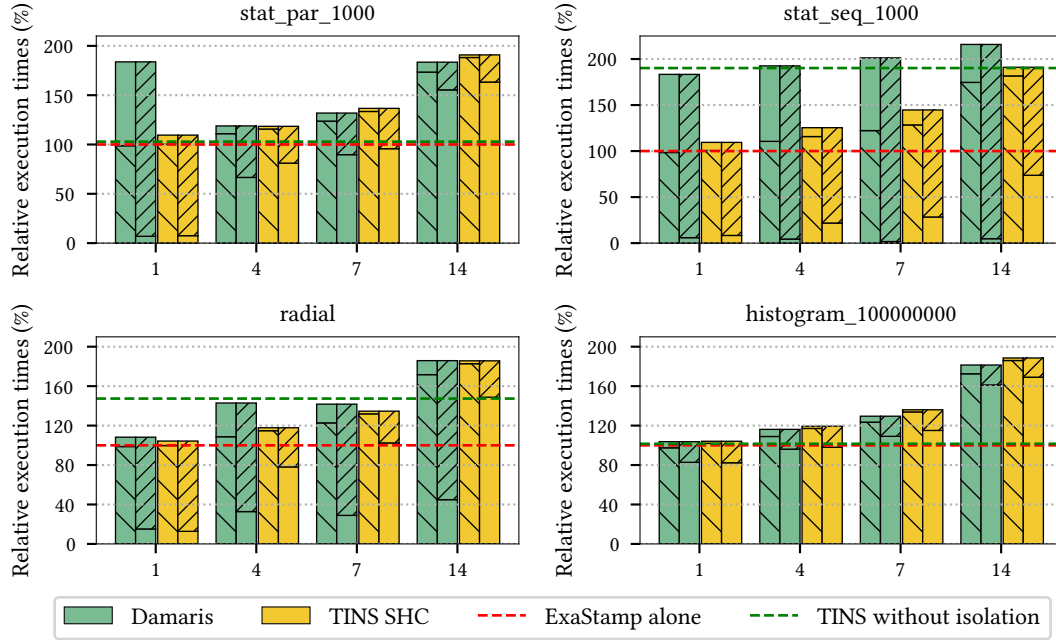 stat_par_1000
stat_seq_1000
Relative execution times (%)
200
150
100
50
0
1 4 7 14
Relative execution times (%)
200
150
100
50
0
1 4 7 14
radial
histogram_100000000
Relative execution times (%)
200
160
120
80
40
0
1 4 7 14
Relative execution times (%)
200
160
120
80
40
0
1 4 7 14
Damaris TINS SHC ExaStamp alone TINS without isolation